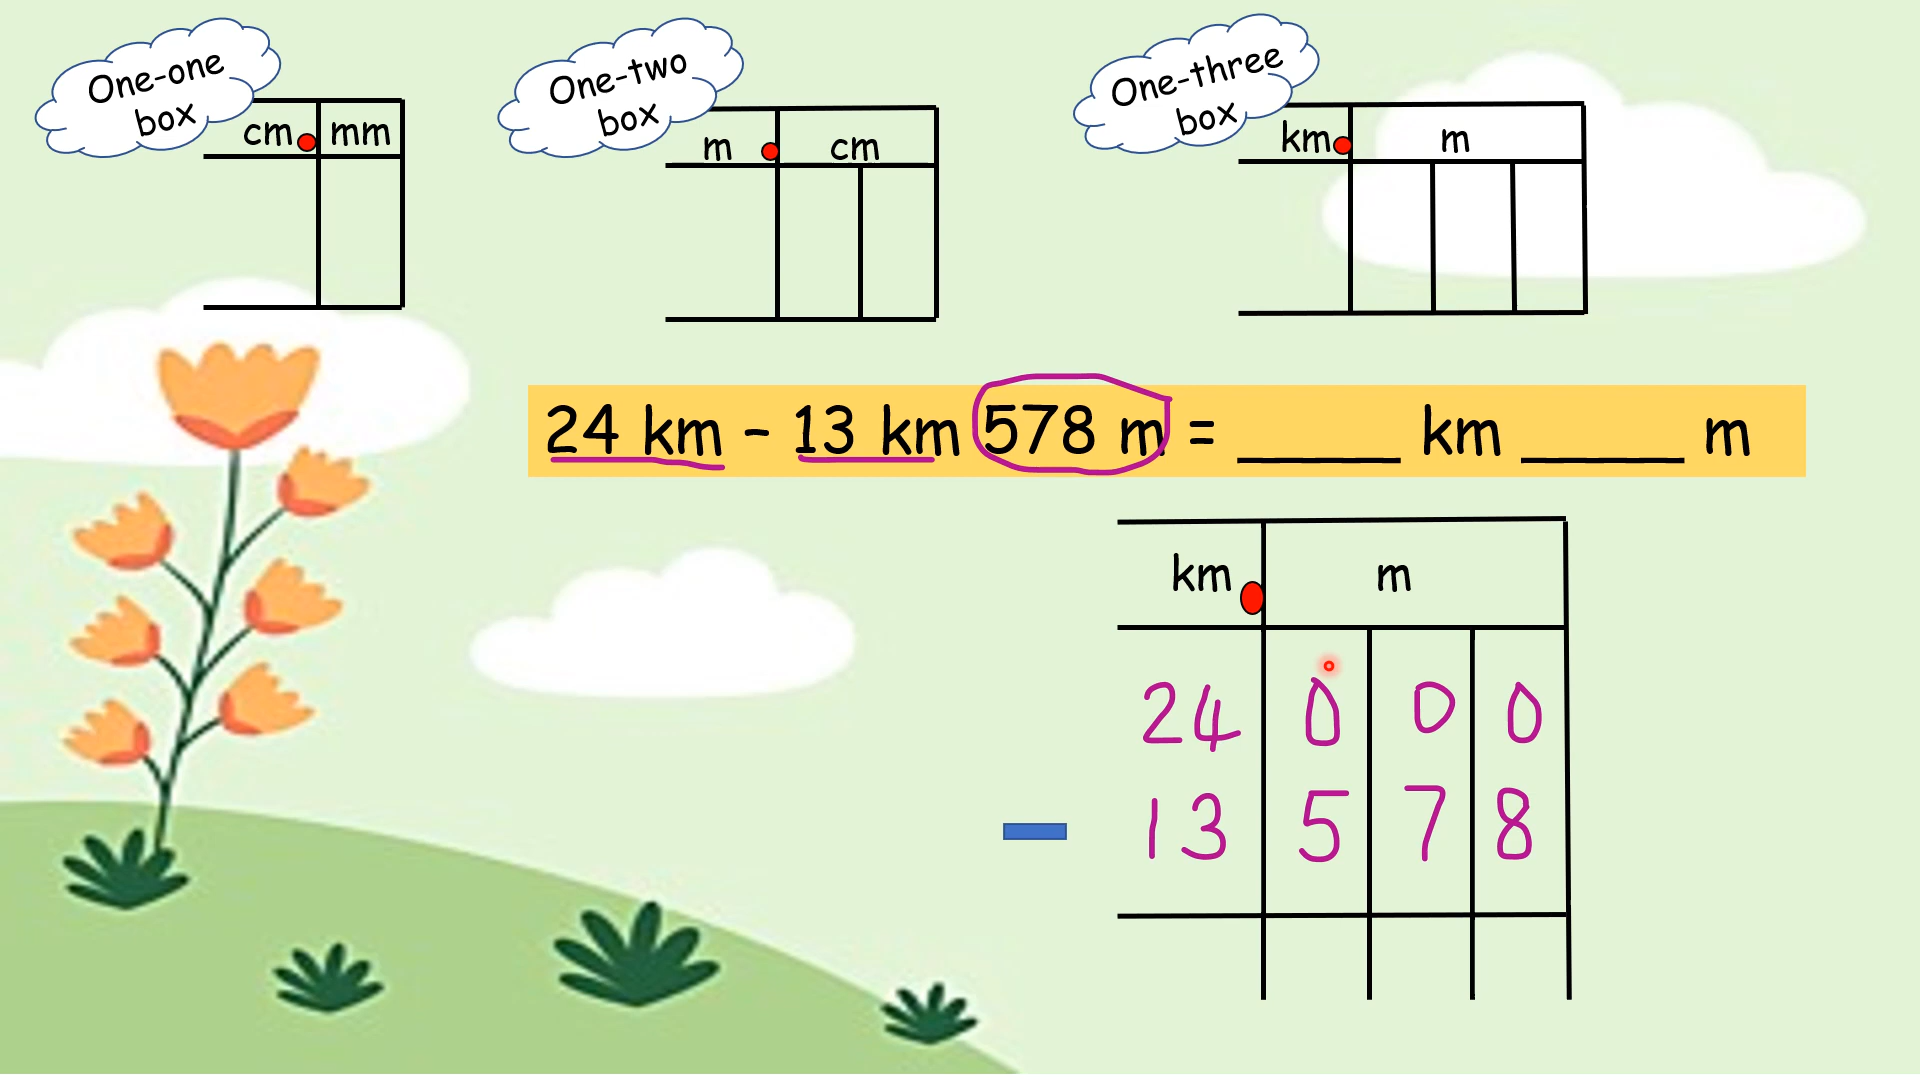 One-one
box
cm mm
One-two
box
m cm
One-three
box
km m
24 km - 13 km 578 m = _____ km _____ m
km m
24 0 0 0
- 13 5 7 8